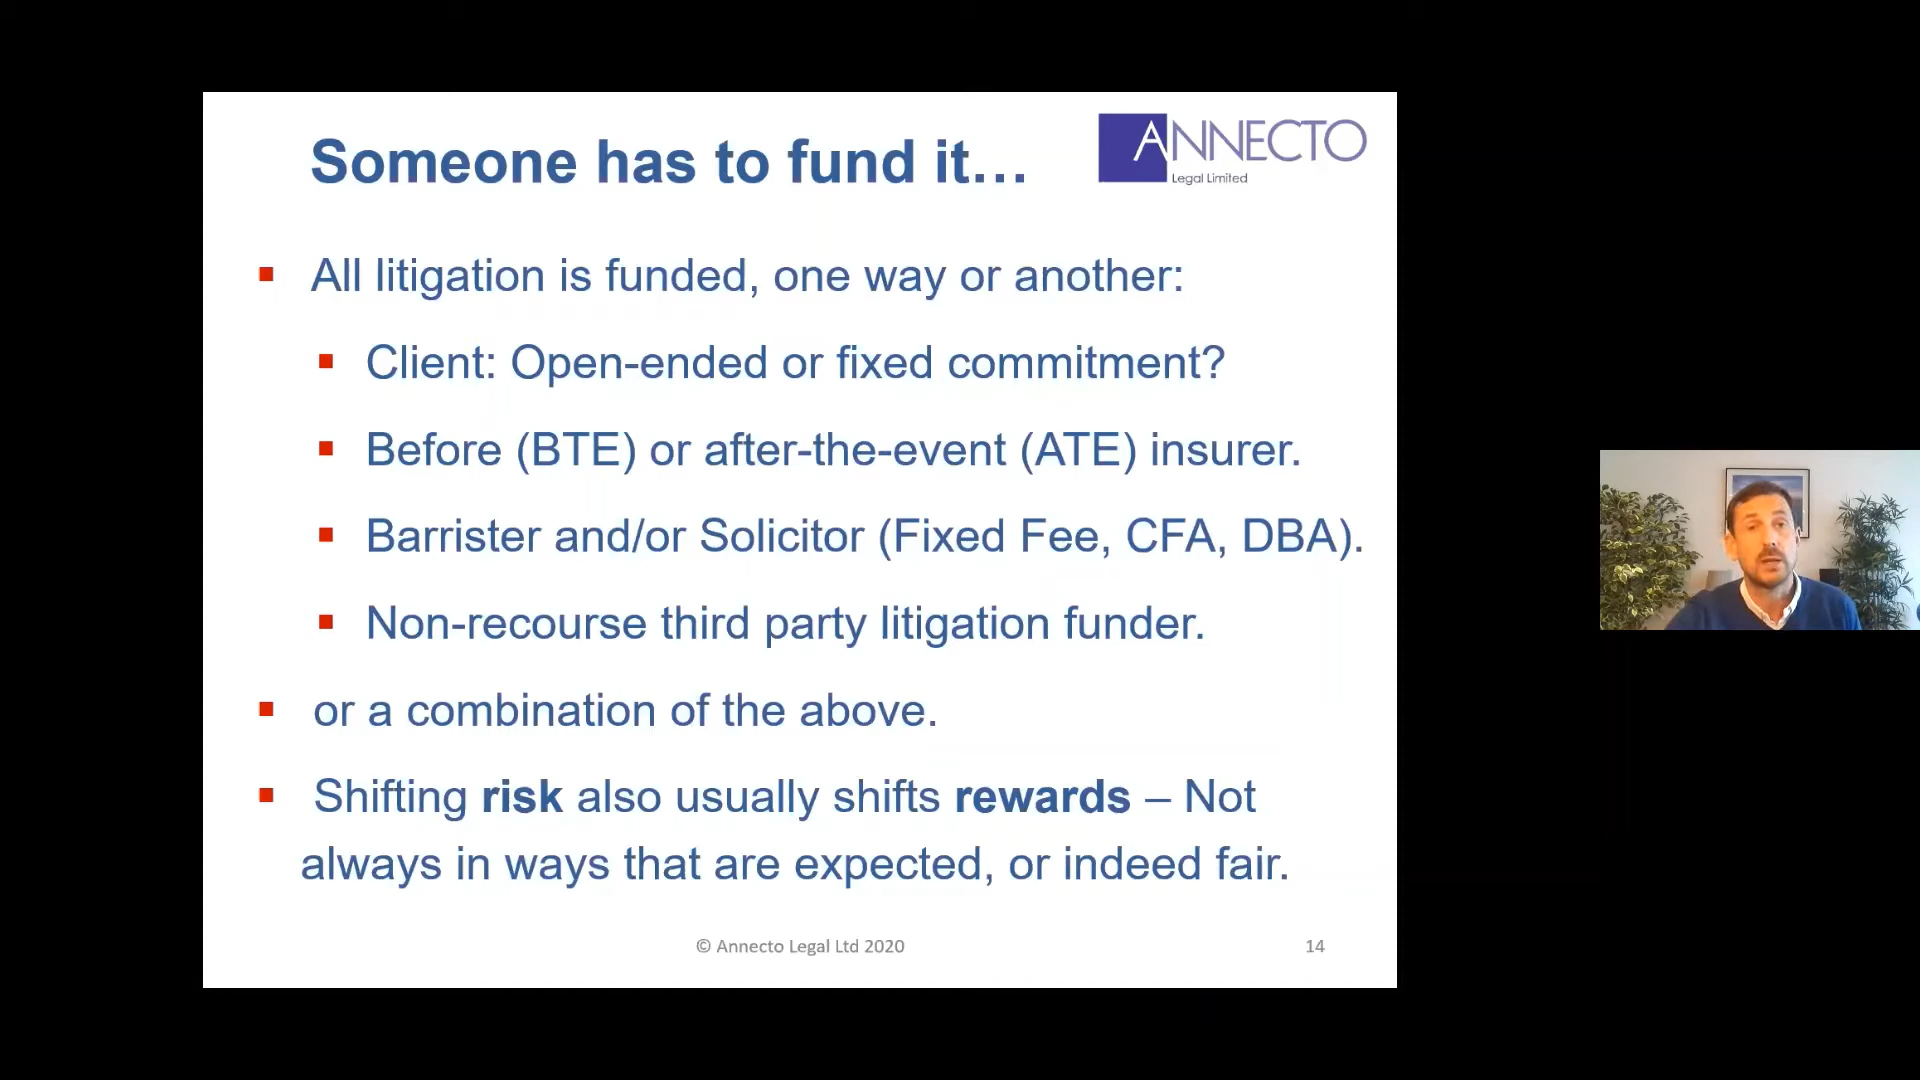 Someone has to fund it…
ANNECTO
Legal Limited
All litigation is funded, one way or another:
Client: Open-ended or fixed commitment?
Before (BTE) or after-the-event (ATE) insurer.
Barrister and/or Solicitor (Fixed Fee, CFA, DBA).
Non-recourse third party litigation funder.
or a combination of the above.
Shifting risk also usually shifts rewards – Not
always in ways that are expected, or indeed fair.
© Annecto Legal Ltd 2020
14